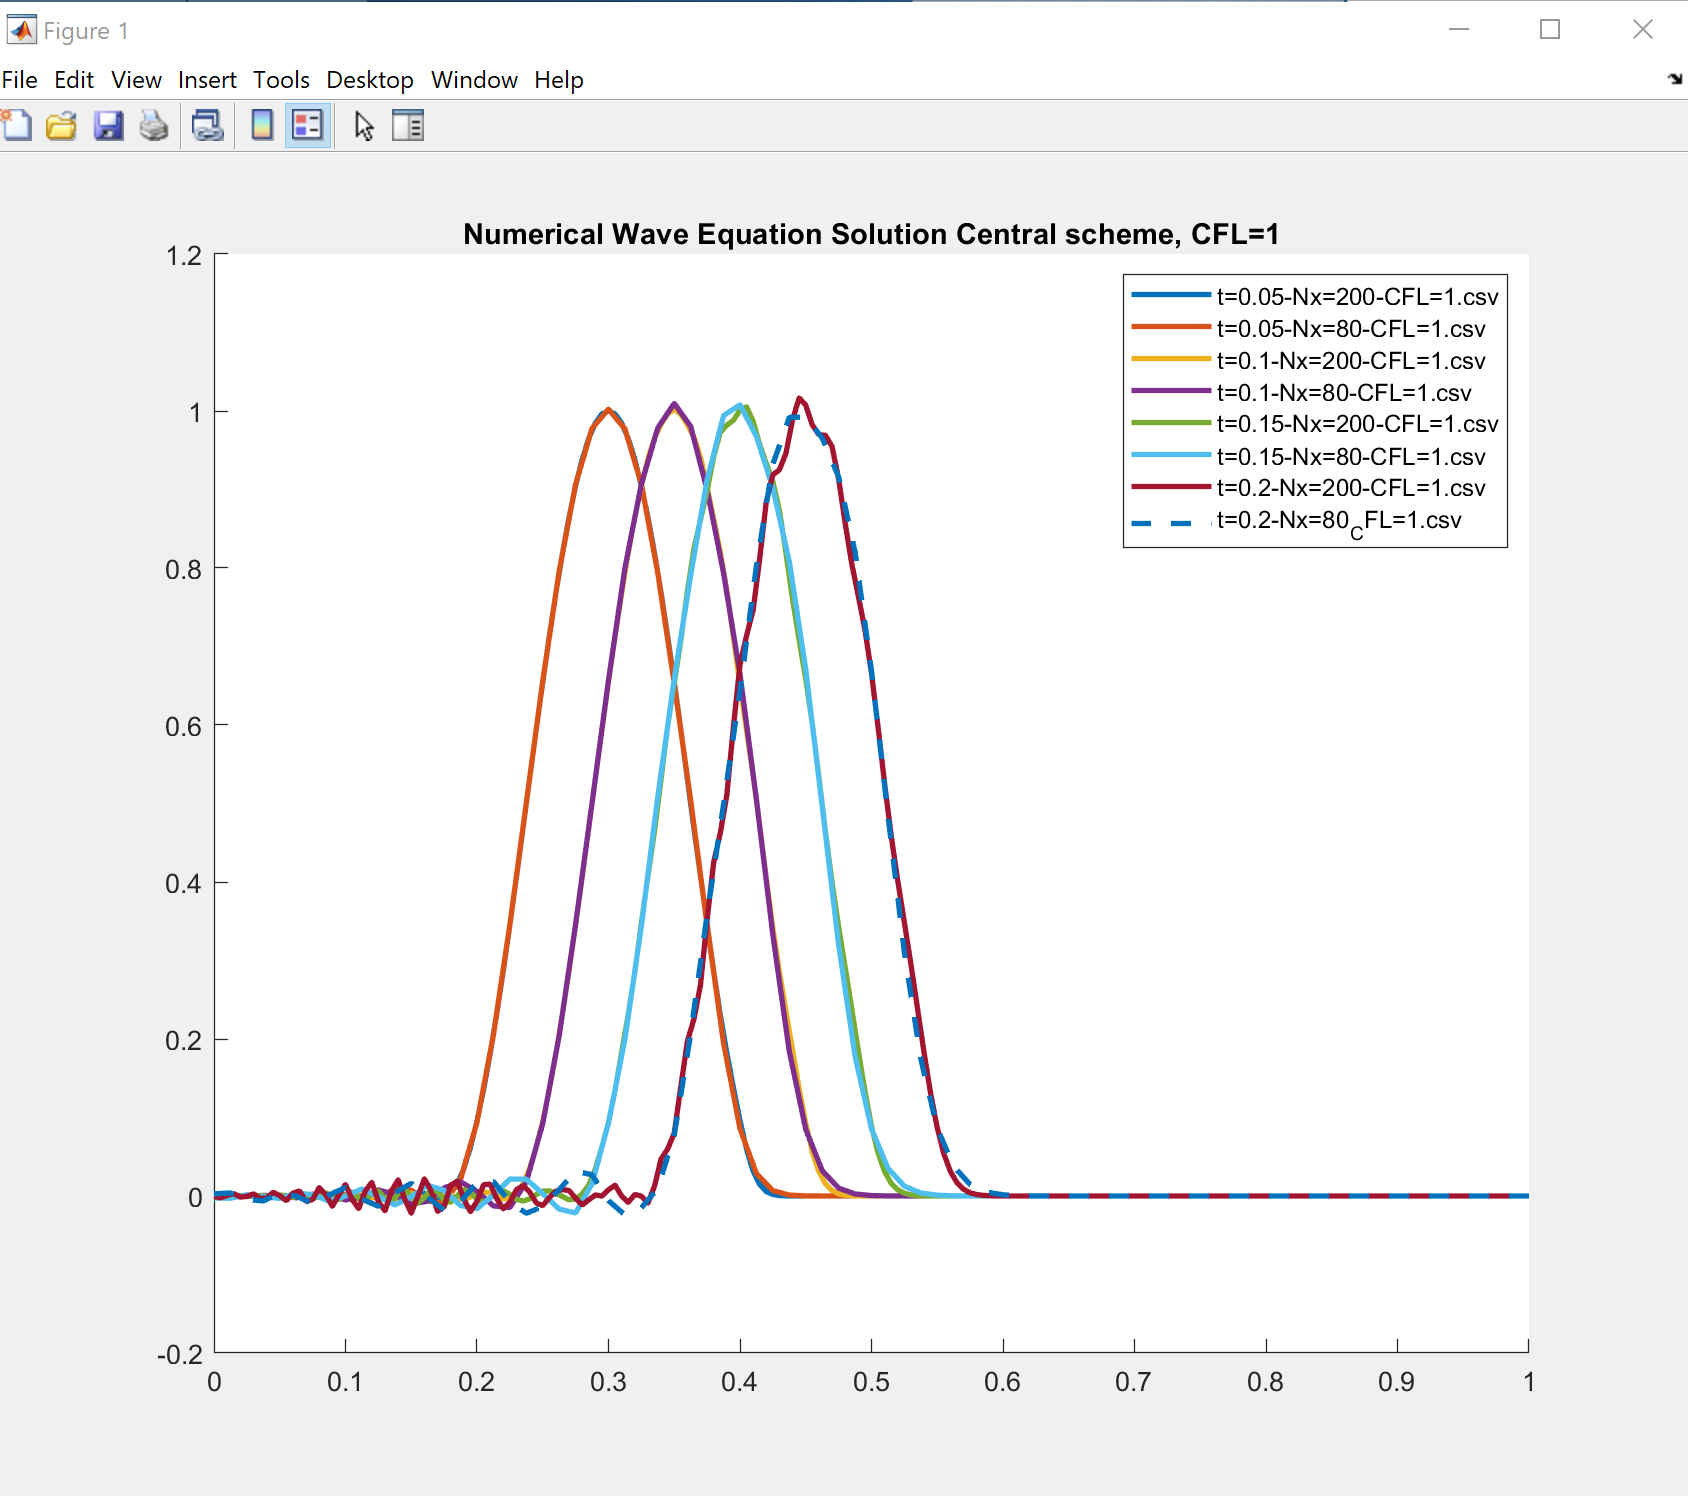 Figure 1
File Edit View Insert Tools Desktop Window Help
Numerical Wave Equation Solution Central scheme, CFL=1
1.2
1
0.8
0.6
0.4
0.2
0
-0.2
t=0.05-Nx=200-CFL=1.csv
t=0.05-Nx=80-CFL=1.csv
t=0.1-Nx=200-CFL=1.csv
t=0.1-Nx=80-CFL=1.csv
t=0.15-Nx=200-CFL=1.csv
t=0.15-Nx=80-CFL=1.csv
t=0.2-Nx=200-CFL=1.csv
t=0.2-Nx=80CFL=1.csv
0 0.1 0.2 0.3 0.4 0.5 0.6 0.7 0.8 0.9 1